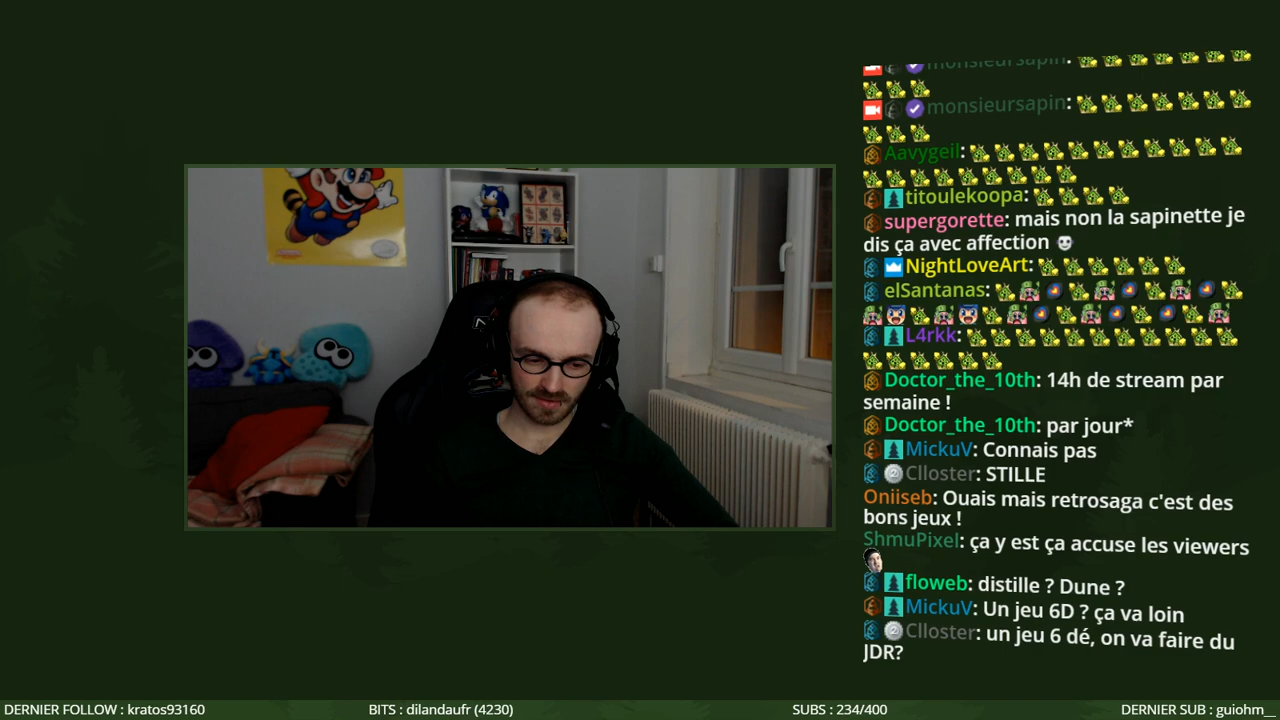 monsieursapin:
monsieursapin:
Aavygeil:
titoulekoopa:
supergorette: mais non la sapinette je
dis ça avec affection
NightLoveArt:
elSantanas:
L4rkk:
Doctor_the_10th: 14h de stream par
semaine !
Doctor_the_10th: par jour*
MickuV: Connais pas
Clloster: STILLE
Oniiseb: Ouais mais retrosaga c'est des
bons jeux !
ShmuPixel: ça y est ça accuse les viewers
floweb: distille ? Dune ?
MickuV: Un jeu 6D ? ça va loin
Clloster: un jeu 6 dé, on va faire du
JDR?
DERNIER FOLLOW : kratos93160
BITS : dilandaufr (4230)
SUBS : 234/400
DERNIER SUB : guiohm__